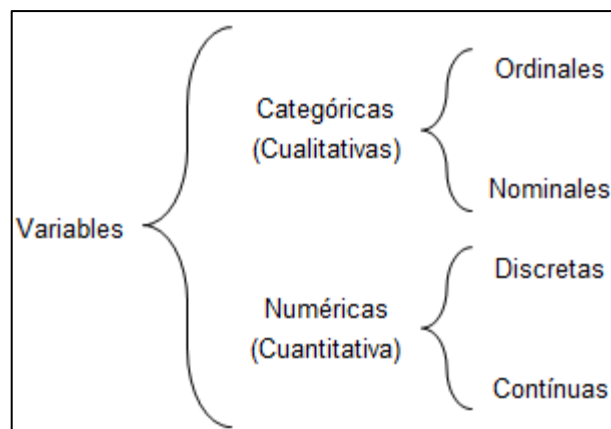 Variables
Categóricas
(Cualitativas)
Ordinales
Nominales
Numéricas
(Cuantitativa)
Discretas
Contínuas